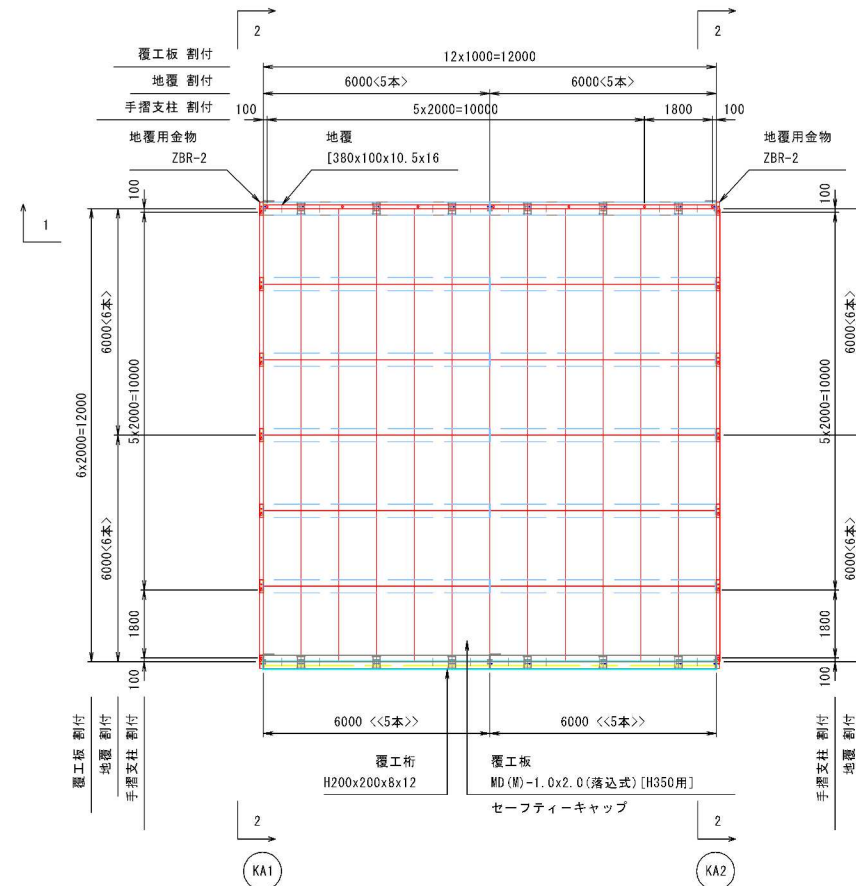 2
2
覆工板 割付
12x1000=12000
地覆 割付
6000<5本>
6000<5本>
手摺支柱 割付
100
5x2000=10000
1800
100
地覆用金物
ZBR-2
地覆
[380x100x10.5x16
地覆用金物
ZBR-2
1
100
100
6000<6本>
6000<6本>
6x2000=12000
5x2000=10000
5x2000=10000
6000<6本>
6000<6本>
1800
1800
100
100
覆工板 割付
地覆 割付
手摺支柱 割付
手摺支柱 割付
地覆 割付
6000 <<5本>>
6000 <<5本>>
覆工桁
H200x200x8x12
覆工板
MD(M)-1.0x2.0(落込式)[H350用]
セーフティーキャップ
2
2
KA1
KA2